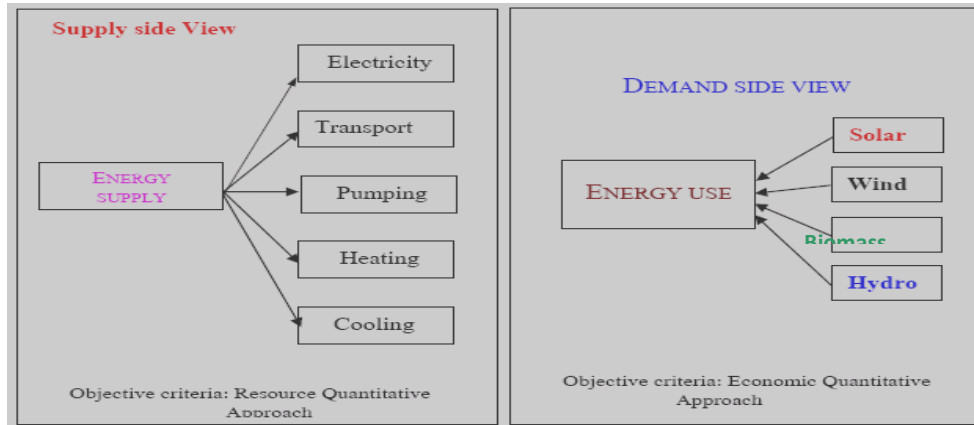 Supply side View
Electricity
Transport
ENERGY
SUPPLY
Pumping
Heating
Cooling
Objective criteria: Resource Quantitative
Approach
DEMAND SIDE VIEW
Solar
ENERGY USE
Wind
Biomass
Hydro
Objective criteria: Economic Quantitative
Approach